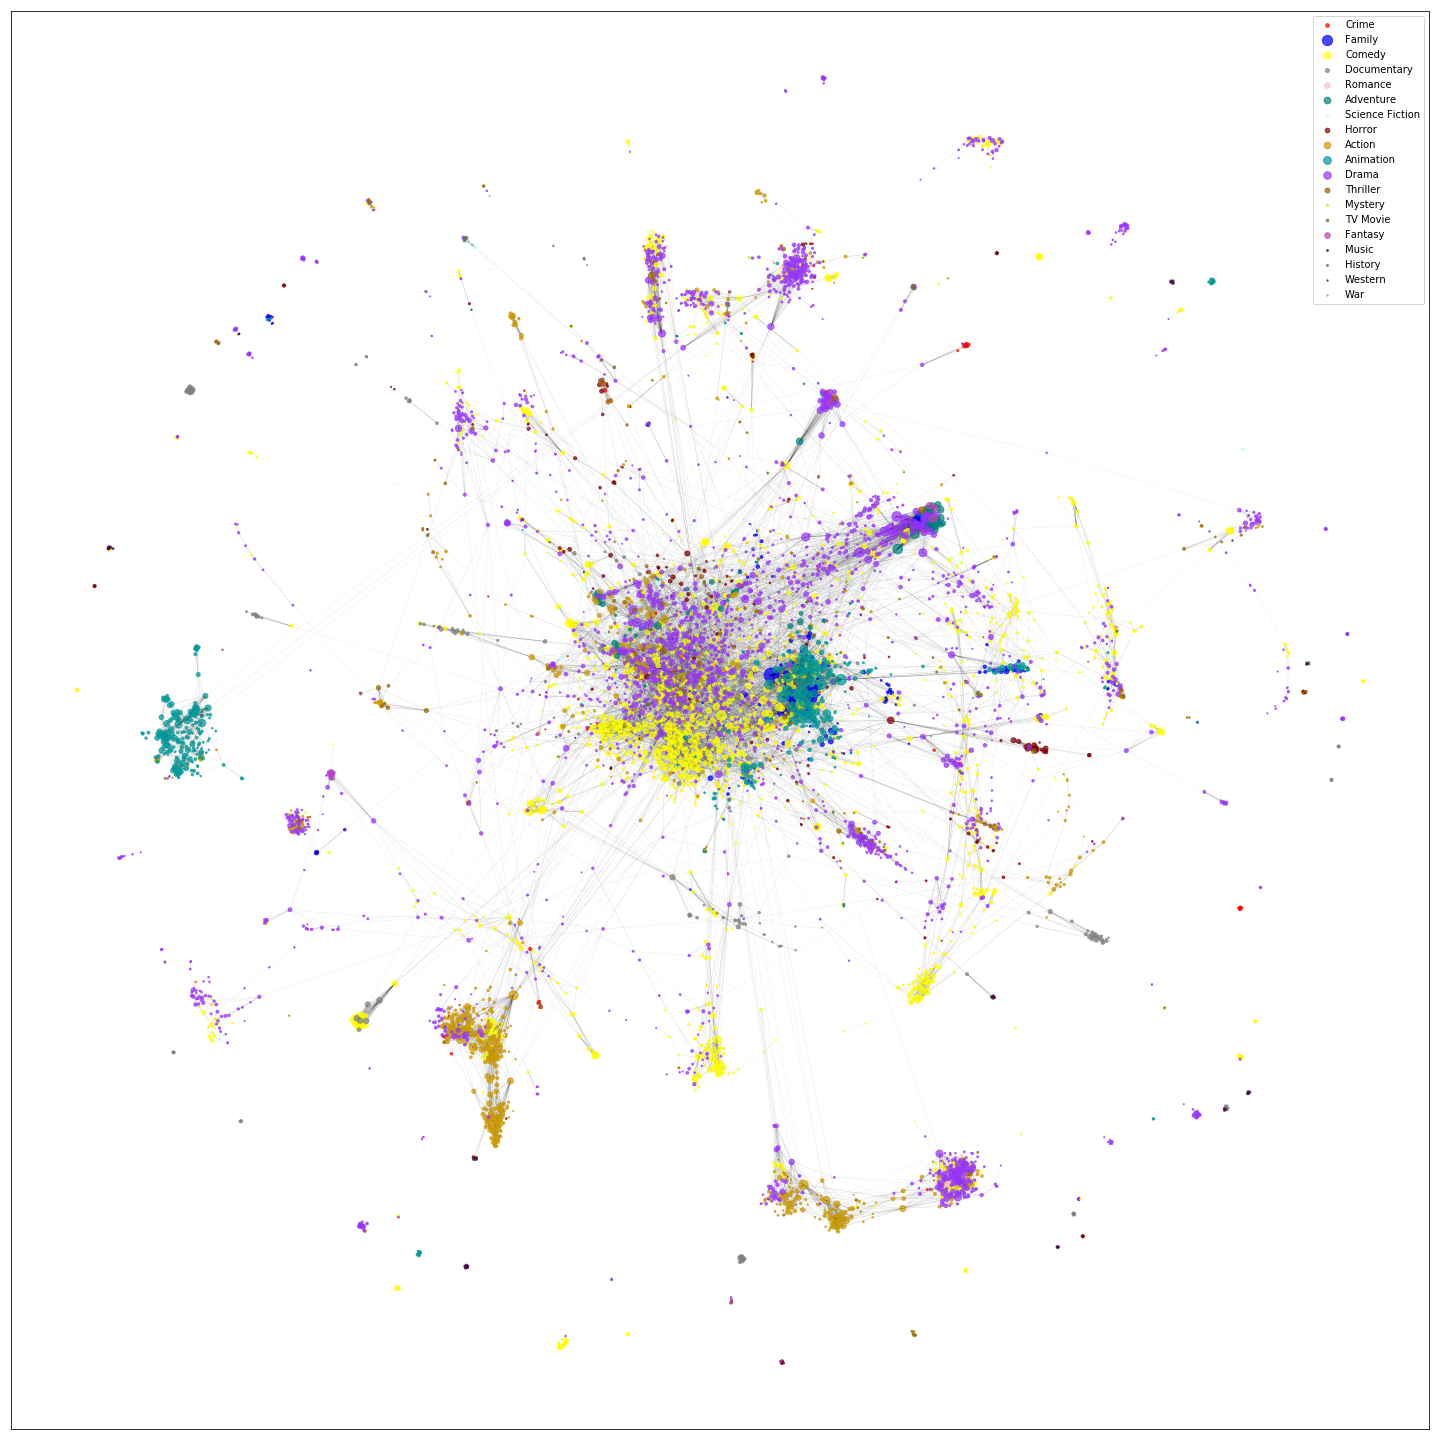 Crime
Family
Comedy
Documentary
Romance
Adventure
Science Fiction
Horror
Action
Animation
Drama
Thriller
Mystery
TV Movie
Fantasy
Music
History
Western
War